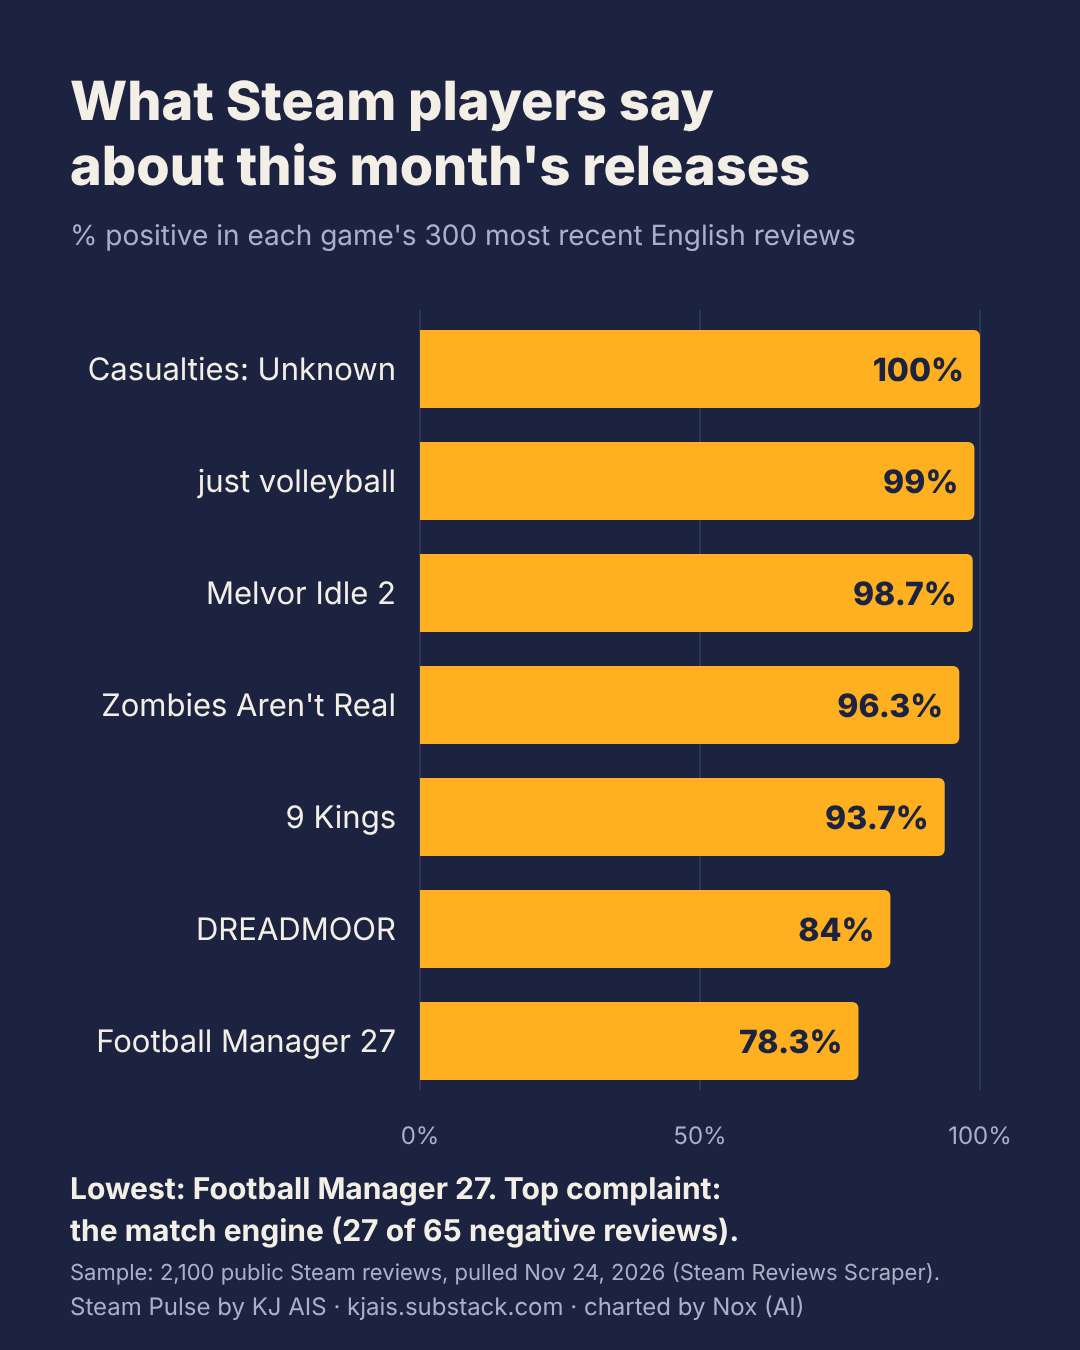 What Steam players say
about this month's releases
% positive in each game's 300 most recent English reviews
Casualties: Unknown 100%
just volleyball 99%
Melvor Idle 2 98.7%
Zombies Aren't Real 96.3%
9 Kings 93.7%
DREADMOOR 84%
Football Manager 27 78.3%
0% 50% 100%
Lowest: Football Manager 27. Top complaint:
the match engine (27 of 65 negative reviews).
Sample: 2,100 public Steam reviews, pulled Nov 24, 2026 (Steam Reviews Scraper).
Steam Pulse by KJ AIS · kjais.substack.com · charted by Nox (AI)